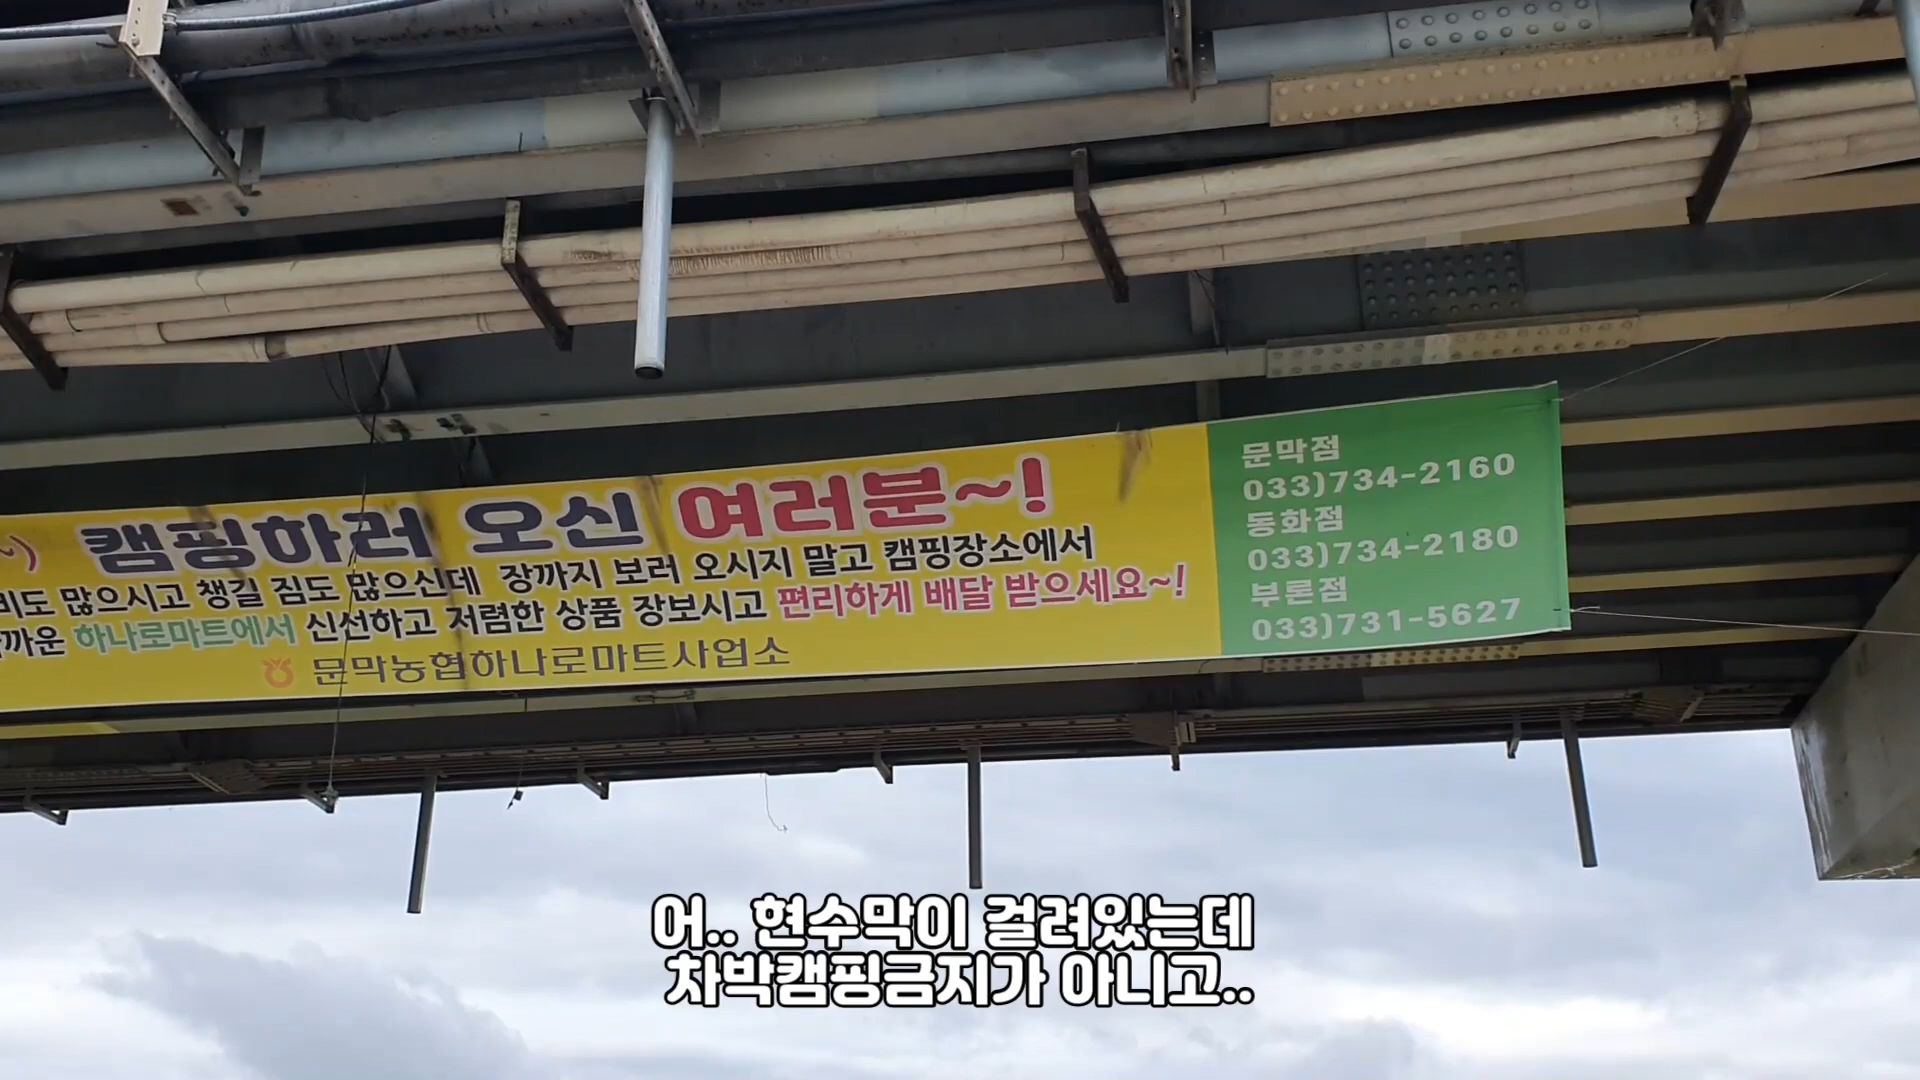 캠핑하러 오신 여러분~!
비도 많으시고 챙길 짐도 많으신데 장까지 보러 오시지 말고 캠핑장소에서
까운 하나로마트에서 신선하고 저렴한 상품 장보시고 편리하게 배달 받으세요~!
문막농협하나로마트사업소
문막점
033)734-2160
동화점
033)734-2180
부론점
033)731-5627
어.. 현수막이 걸려있는데
차박캠핑금지가 아니고..